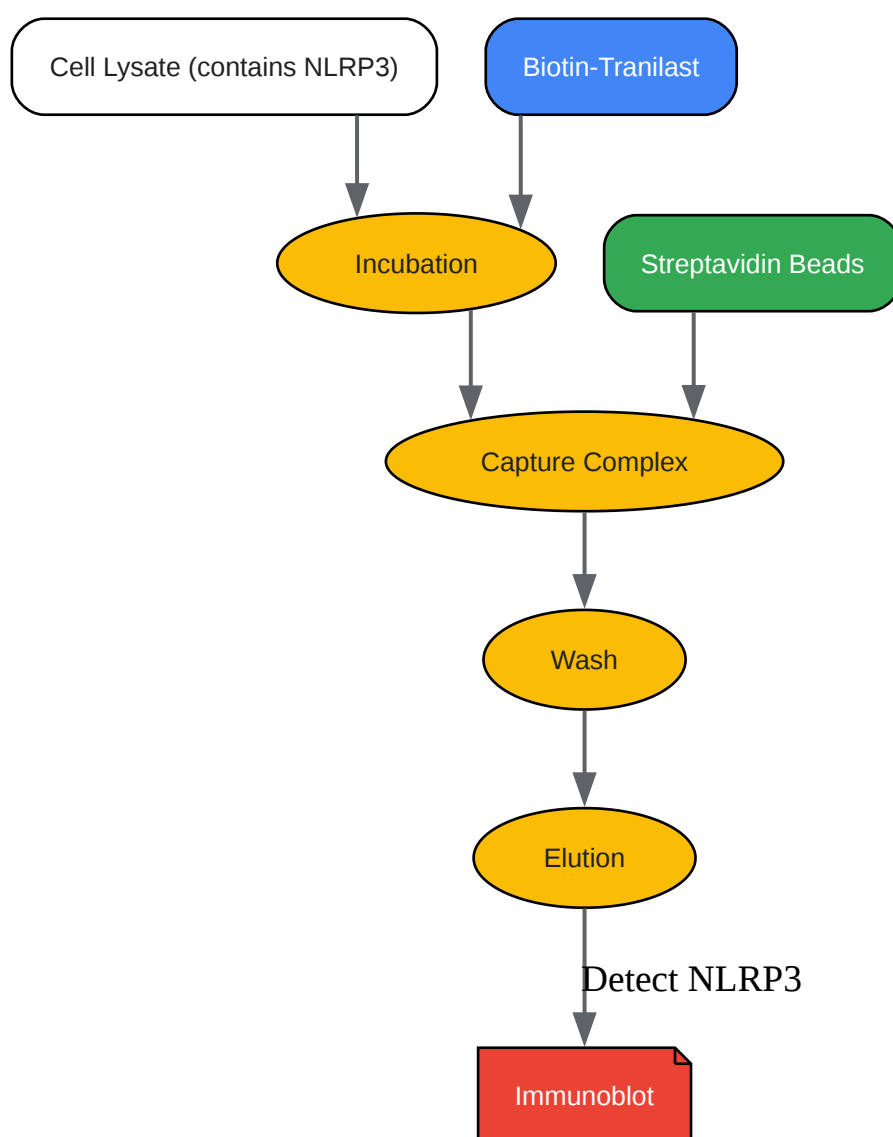 Cell Lysate (contains NLRP3)
Biotin-Tranilast
Incubation
Streptavidin Beads
Capture Complex
Wash
Elution
Detect NLRP3
Immunoblot